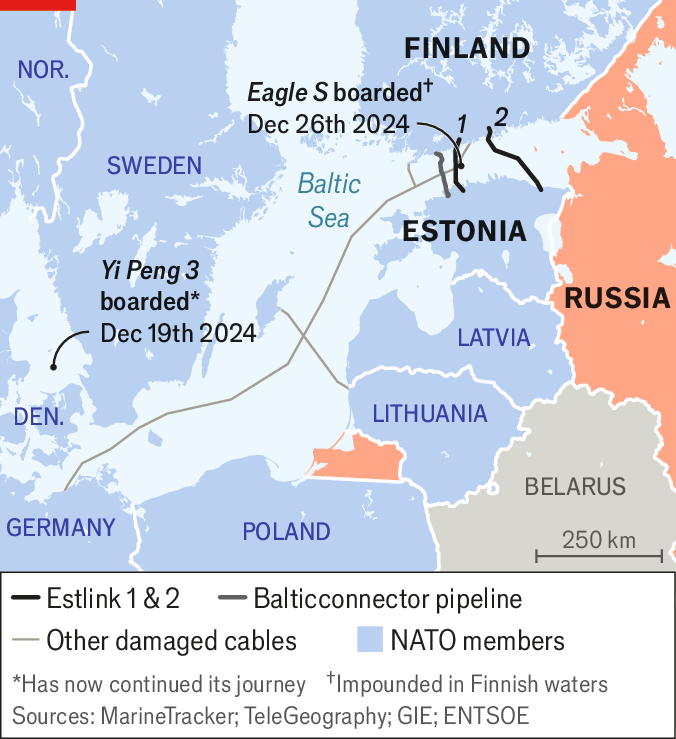 FINLAND
NOR.
Eagle S boarded†
Dec 26th 2024
1
2
SWEDEN
Baltic
Sea
ESTONIA
Yi Peng 3
boarded*
Dec 19th 2024
RUSSIA
LATVIA
DEN.
LITHUANIA
BELARUS
GERMANY
POLAND
250 km
Estlink 1 & 2
Balticconnector pipeline
Other damaged cables
NATO members
*Has now continued its journey †Impounded in Finnish waters
Sources: MarineTracker; TeleGeography; GIE; ENTSOE